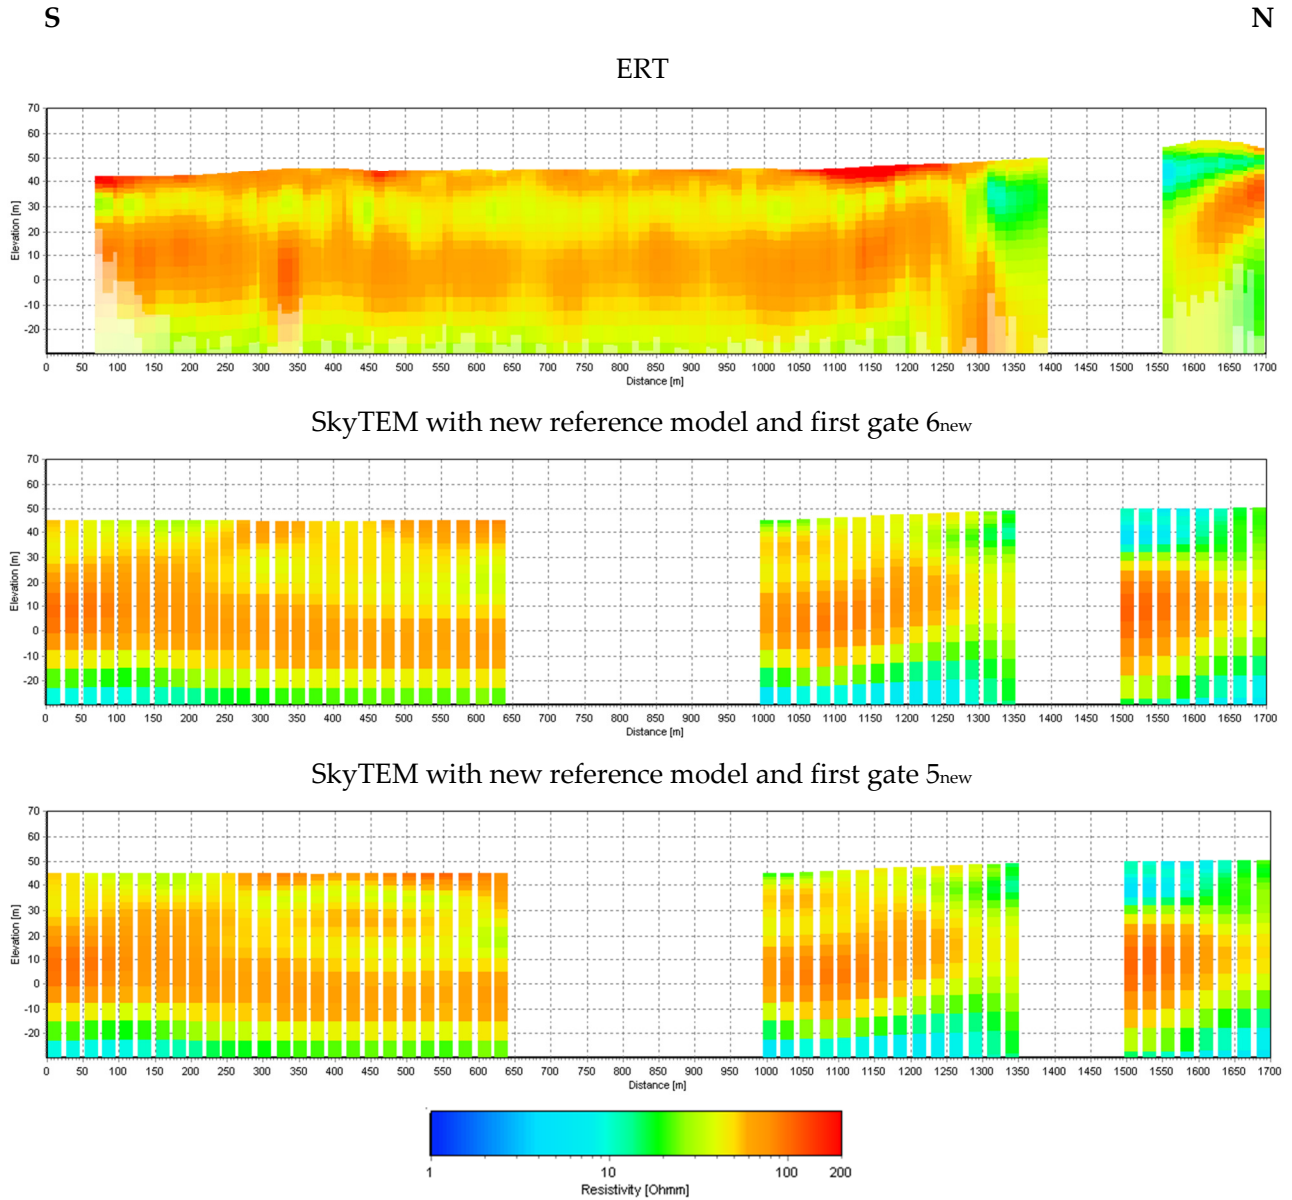 S N
ERT
70
60
50
40
30
20
10
0
-10
-20
Elevation [m]
0 50 100 150 200 250 300 350 400 450 500 550 600 650 700 750 800 850 900 950 1000 1050 1100 1150 1200 1250 1300 1350 1400 1450 1500 1550 1600 1650 1700
Distance [m]
SkyTEM with new reference model and first gate 6new
70
60
50
40
30
20
10
0
-10
-20
Elevation [m]
0 50 100 150 200 250 300 350 400 450 500 550 600 650 700 750 800 850 900 950 1000 1050 1100 1150 1200 1250 1300 1350 1400 1450 1500 1550 1600 1650 1700
Distance [m]
SkyTEM with new reference model and first gate 5new
70
60
50
40
30
20
10
0
-10
-20
Elevation [m]
0 50 100 150 200 250 300 350 400 450 500 550 600 650 700 750 800 850 900 950 1000 1050 1100 1150 1200 1250 1300 1350 1400 1450 1500 1550 1600 1650 1700
Distance [m]
1 10 100 200
Resistivity [Ohmm]